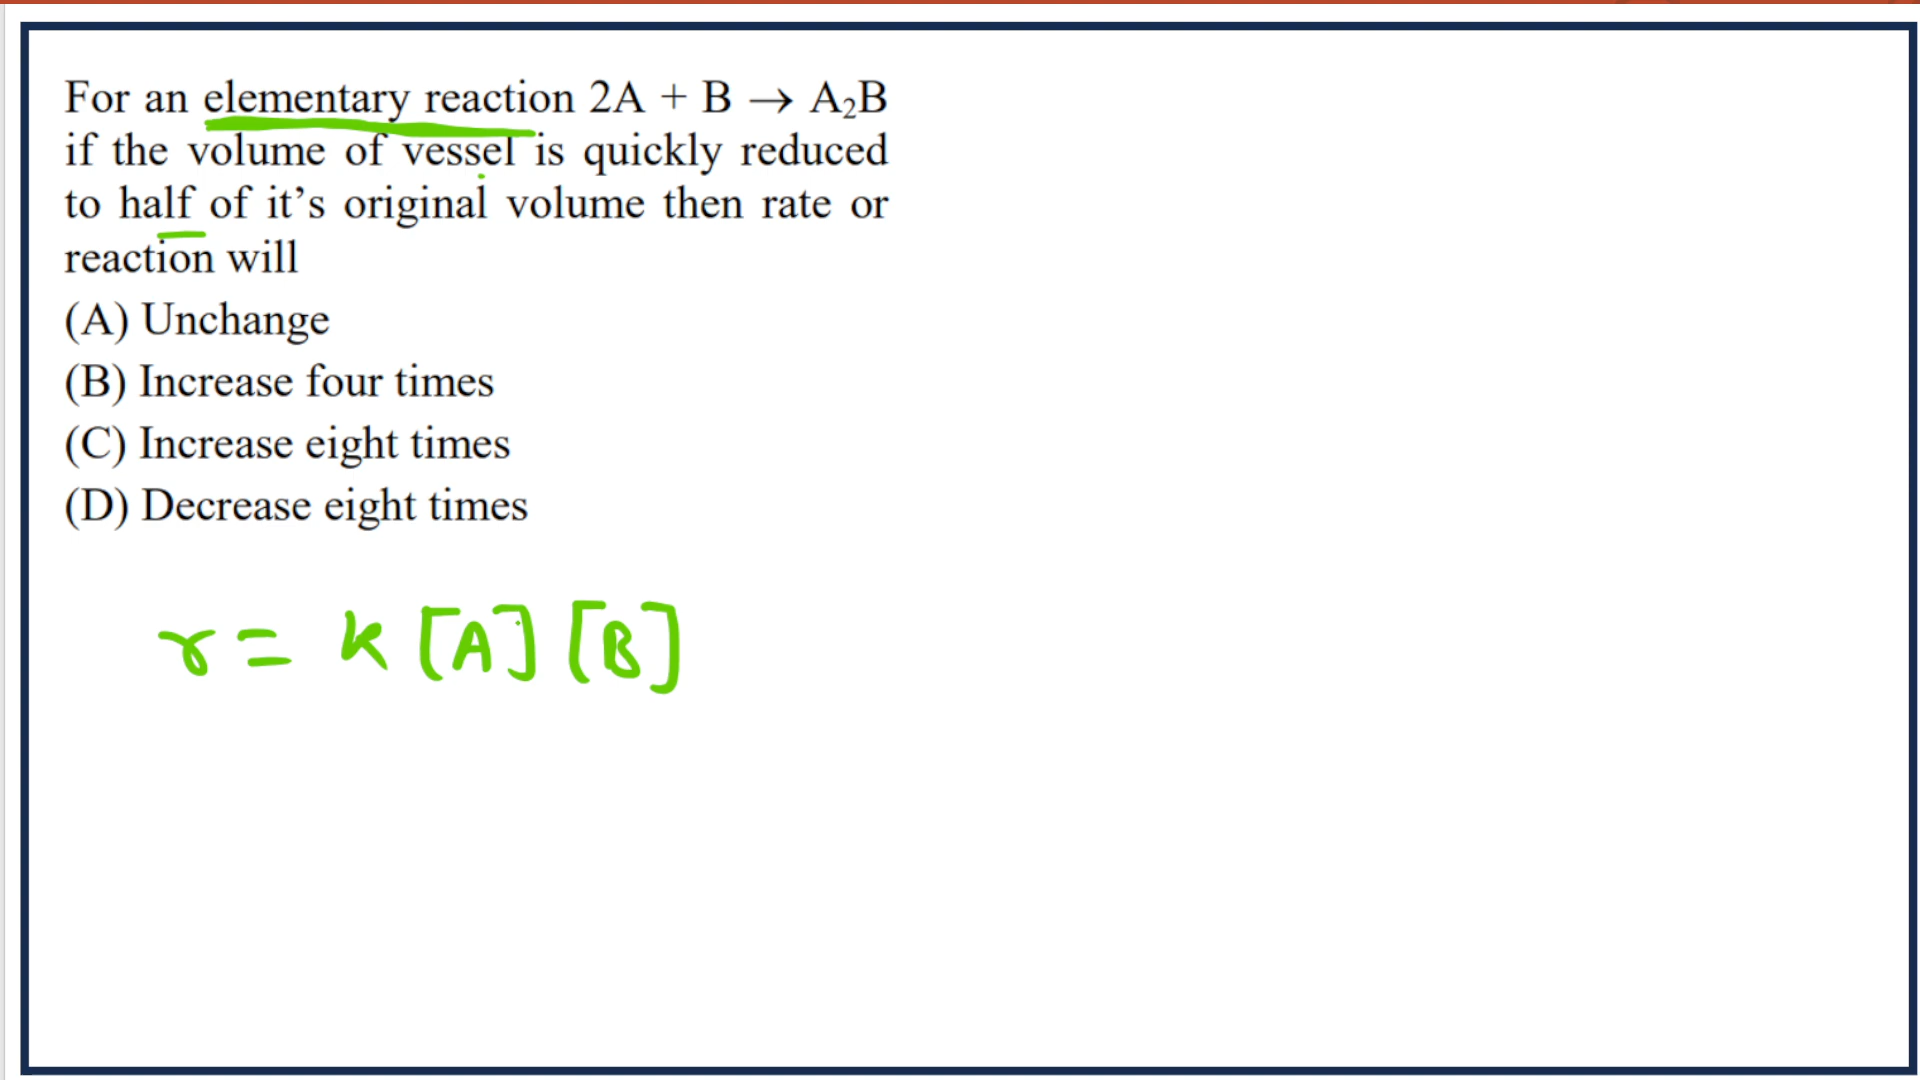 For an elementary reaction 2A + B → A₂B
if the volume of vessel is quickly reduced
to half of it’s original volume then rate or
reaction will
(A) Unchange
(B) Increase four times
(C) Increase eight times
(D) Decrease eight times
r = k [A] [B]